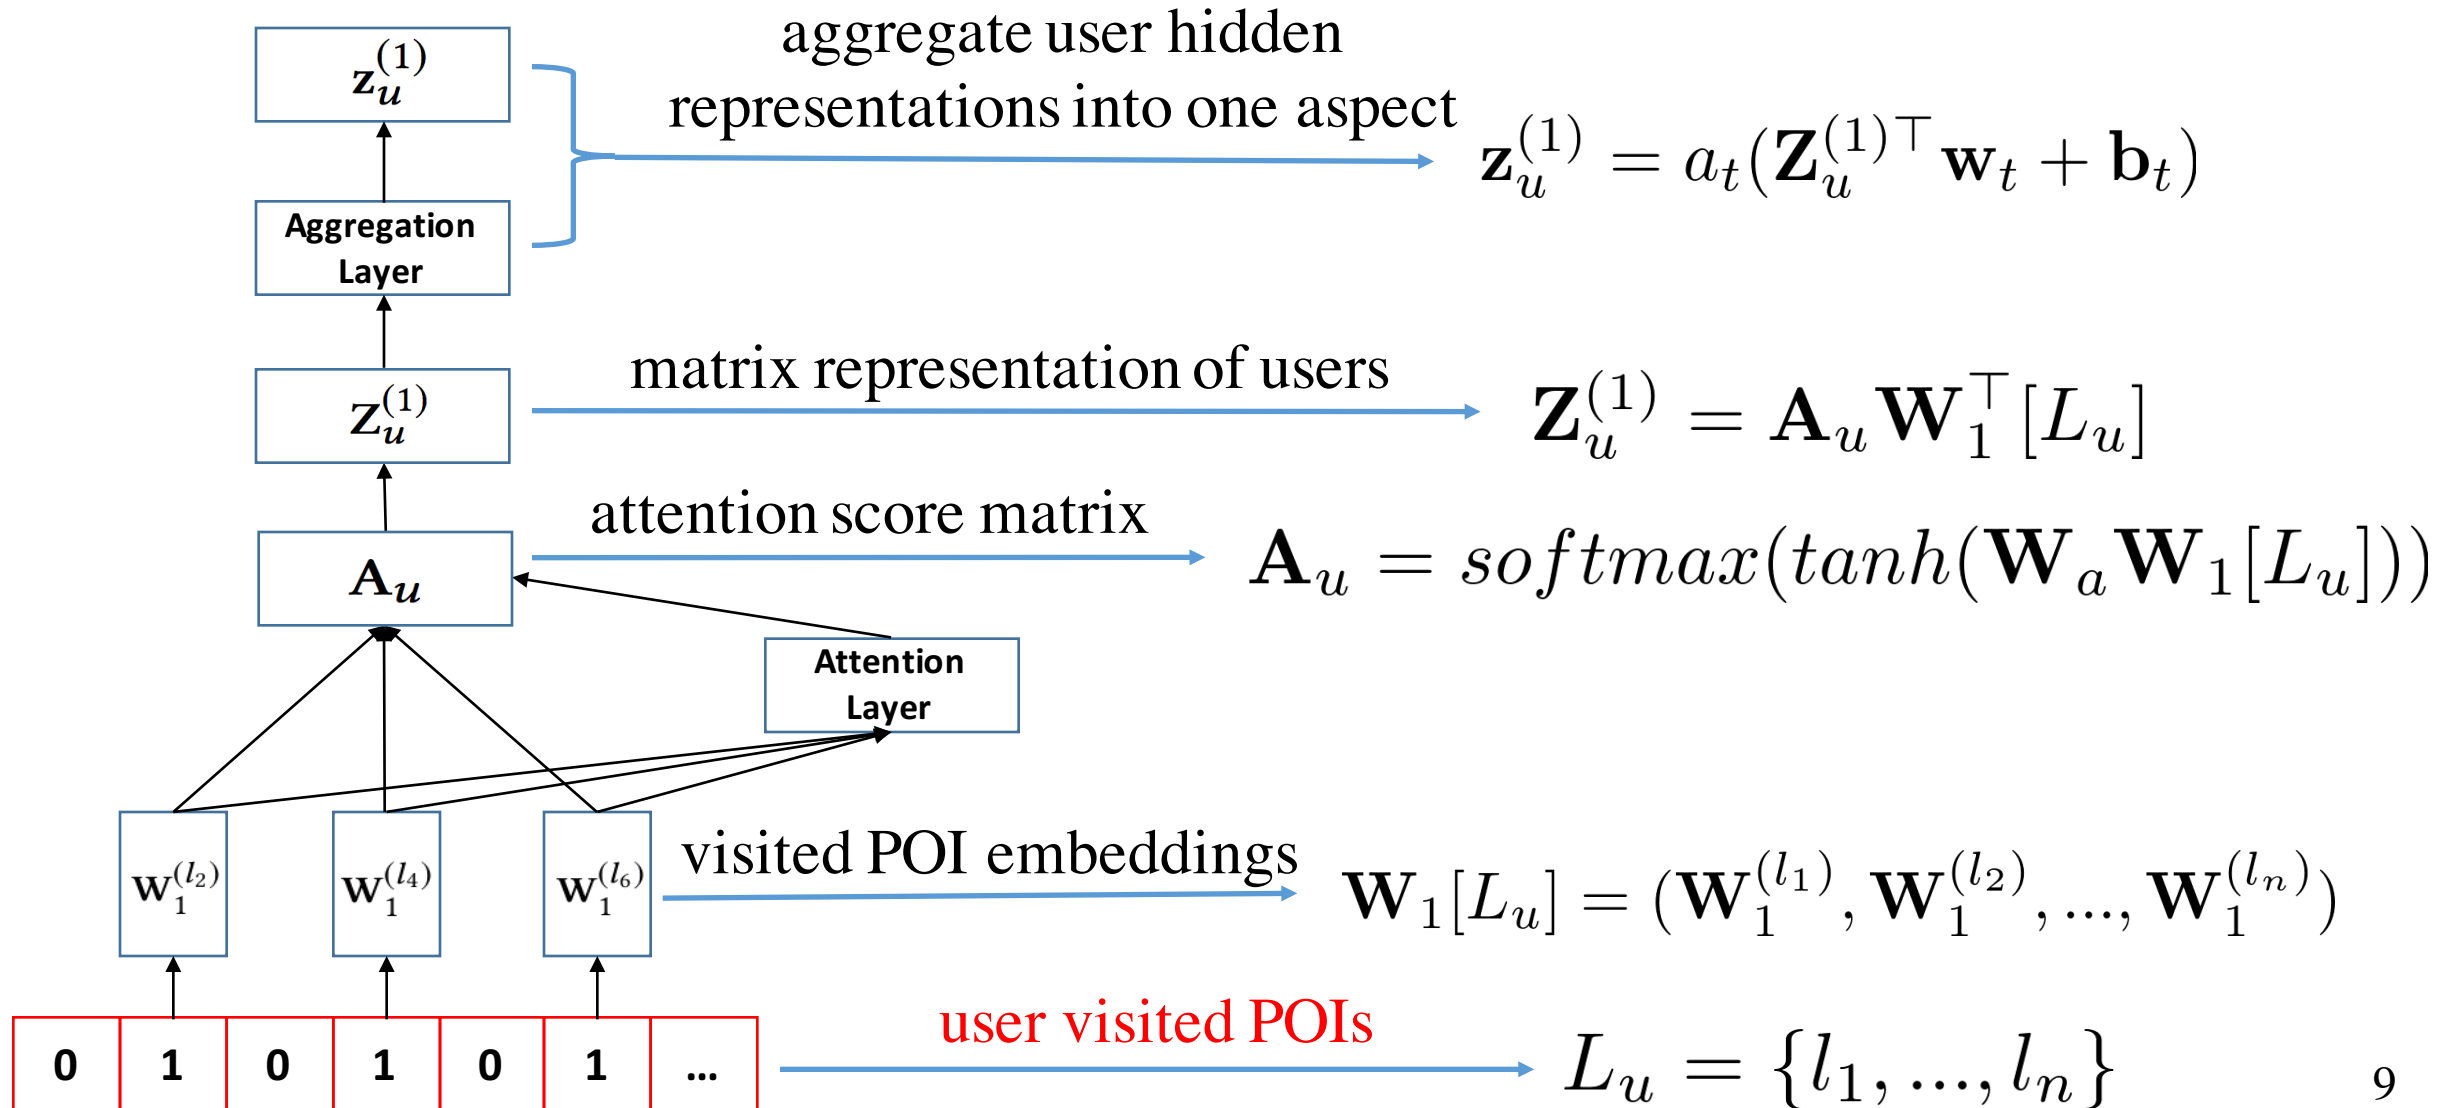 z_u^{(1)}
aggregate user hidden
representations into one aspect
z_u^{(1)} = a_t(Z_u^{(1)⊤} w_t + b_t)
Aggregation
Layer
Z_u^{(1)}
matrix representation of users
Z_u^{(1)} = A_u W_1^⊤[L_u]
A_u
attention score matrix
A_u = softmax(tanh(W_a W_1[L_u]))
Attention
Layer
W_1^{(l_2)} W_1^{(l_4)} W_1^{(l_6)}
visited POI embeddings
W_1[L_u] = (W_1^{(l_1)}, W_1^{(l_2)}, ..., W_1^{(l_n)})
0 1 0 1 0 1 ...
user visited POIs
L_u = {l_1, ..., l_n}
9